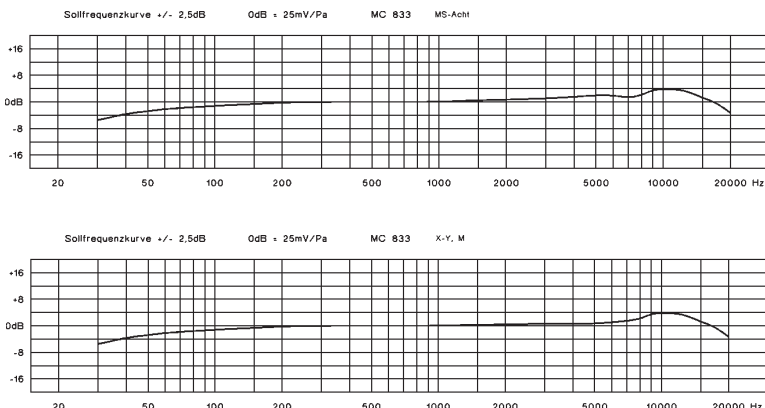 Sollfrequenzkurve +/- 2,5dB 0dB = 25mV/Pa MC 833 MS-Acht
+16
+8
0dB
-8
-16
20 50 100 200 500 1000 2000 5000 10000 20000 Hz
Sollfrequenzkurve +/- 2,5dB 0dB = 25mV/Pa MC 833 X-Y, M
+16
+8
0dB
-8
-16
20 50 100 200 500 1000 2000 5000 10000 20000 Hz